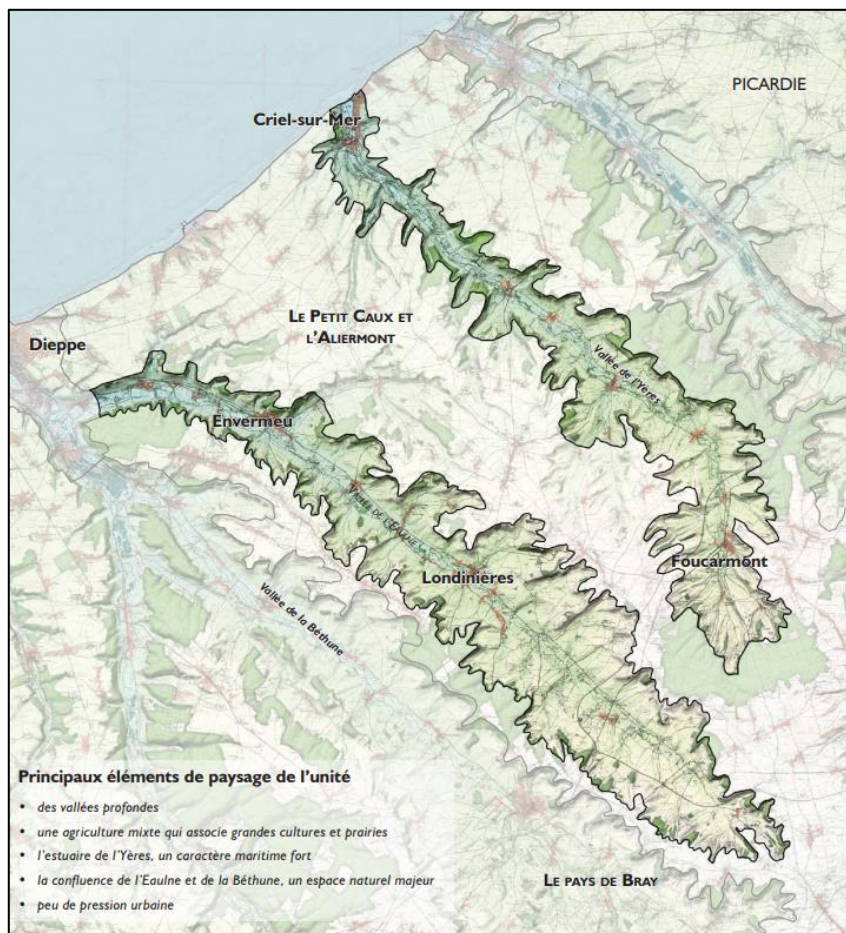 PICARDIE
Criel-sur-Mer
LE PETIT CAUX ET
L'ALIERMONT
Dieppe
Vallée de l'Yères
Envermeu
VALLÉE DE L'EAULNE
Londinières
Foucarmont
Vallée de la Béthune
Principaux éléments de paysage de l'unité
• des vallées profondes
• une agriculture mixte qui associe grandes cultures et prairies
• l'estuaire de l'Yères, un caractère maritime fort
• la confluence de l'Eaulne et de la Béthune, un espace naturel majeur
• peu de pression urbaine
LE PAYS DE BRAY